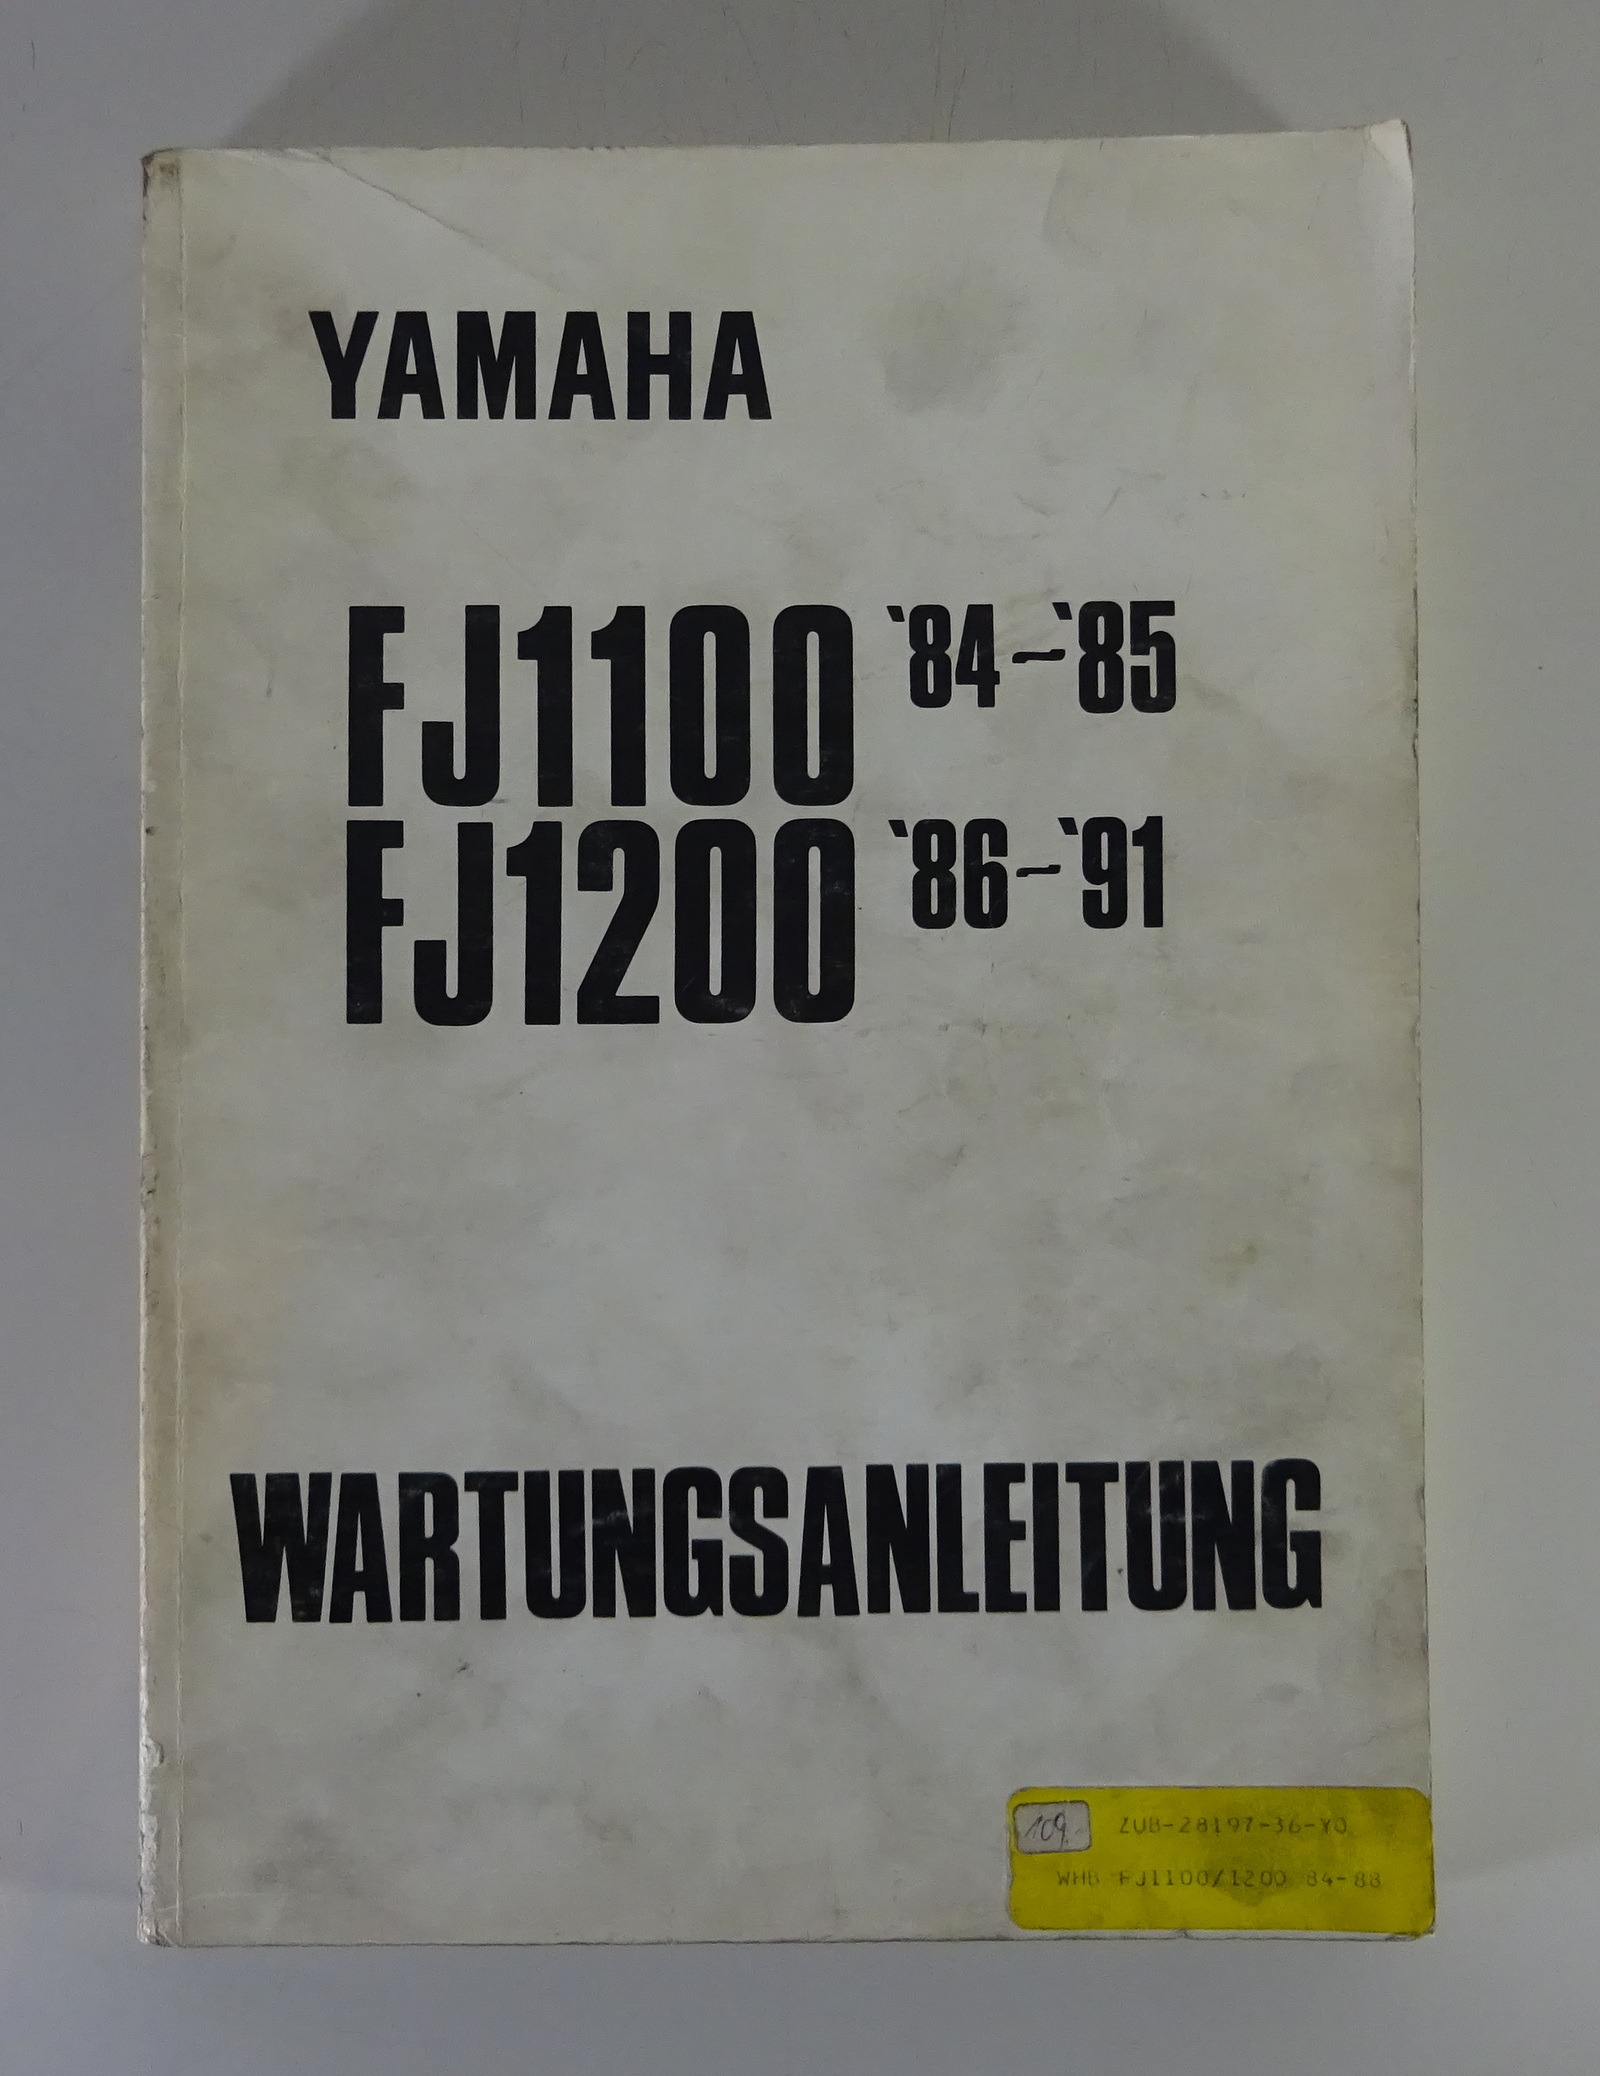 YAMAHA
FJ1100 '84-'85
FJ1200 '86-'91
WARTUNGSANLEITUNG
109.-
ZUB-28197-36-Y0
WHB FJ1100/1200 84-88